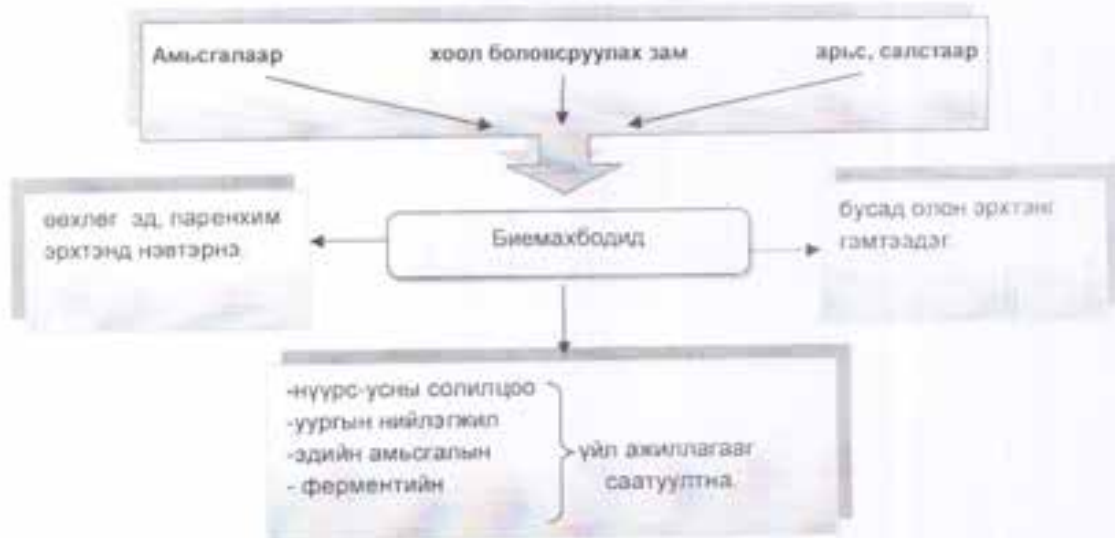 Амьсгалаар хоол боловсруулах зам арьс, салстаар
өөхлөг эд, паренхим
эрхтэнд нэвтэрнэ.
Биемахбодид
бусад олон эрхтэнг
гэмтээдэг.
-нүүрс-усны солилцоо
-уургын нийлэгжил
-эдийн амьсгалын
- ферментийн
үйл ажиллагааг
саатуултна.